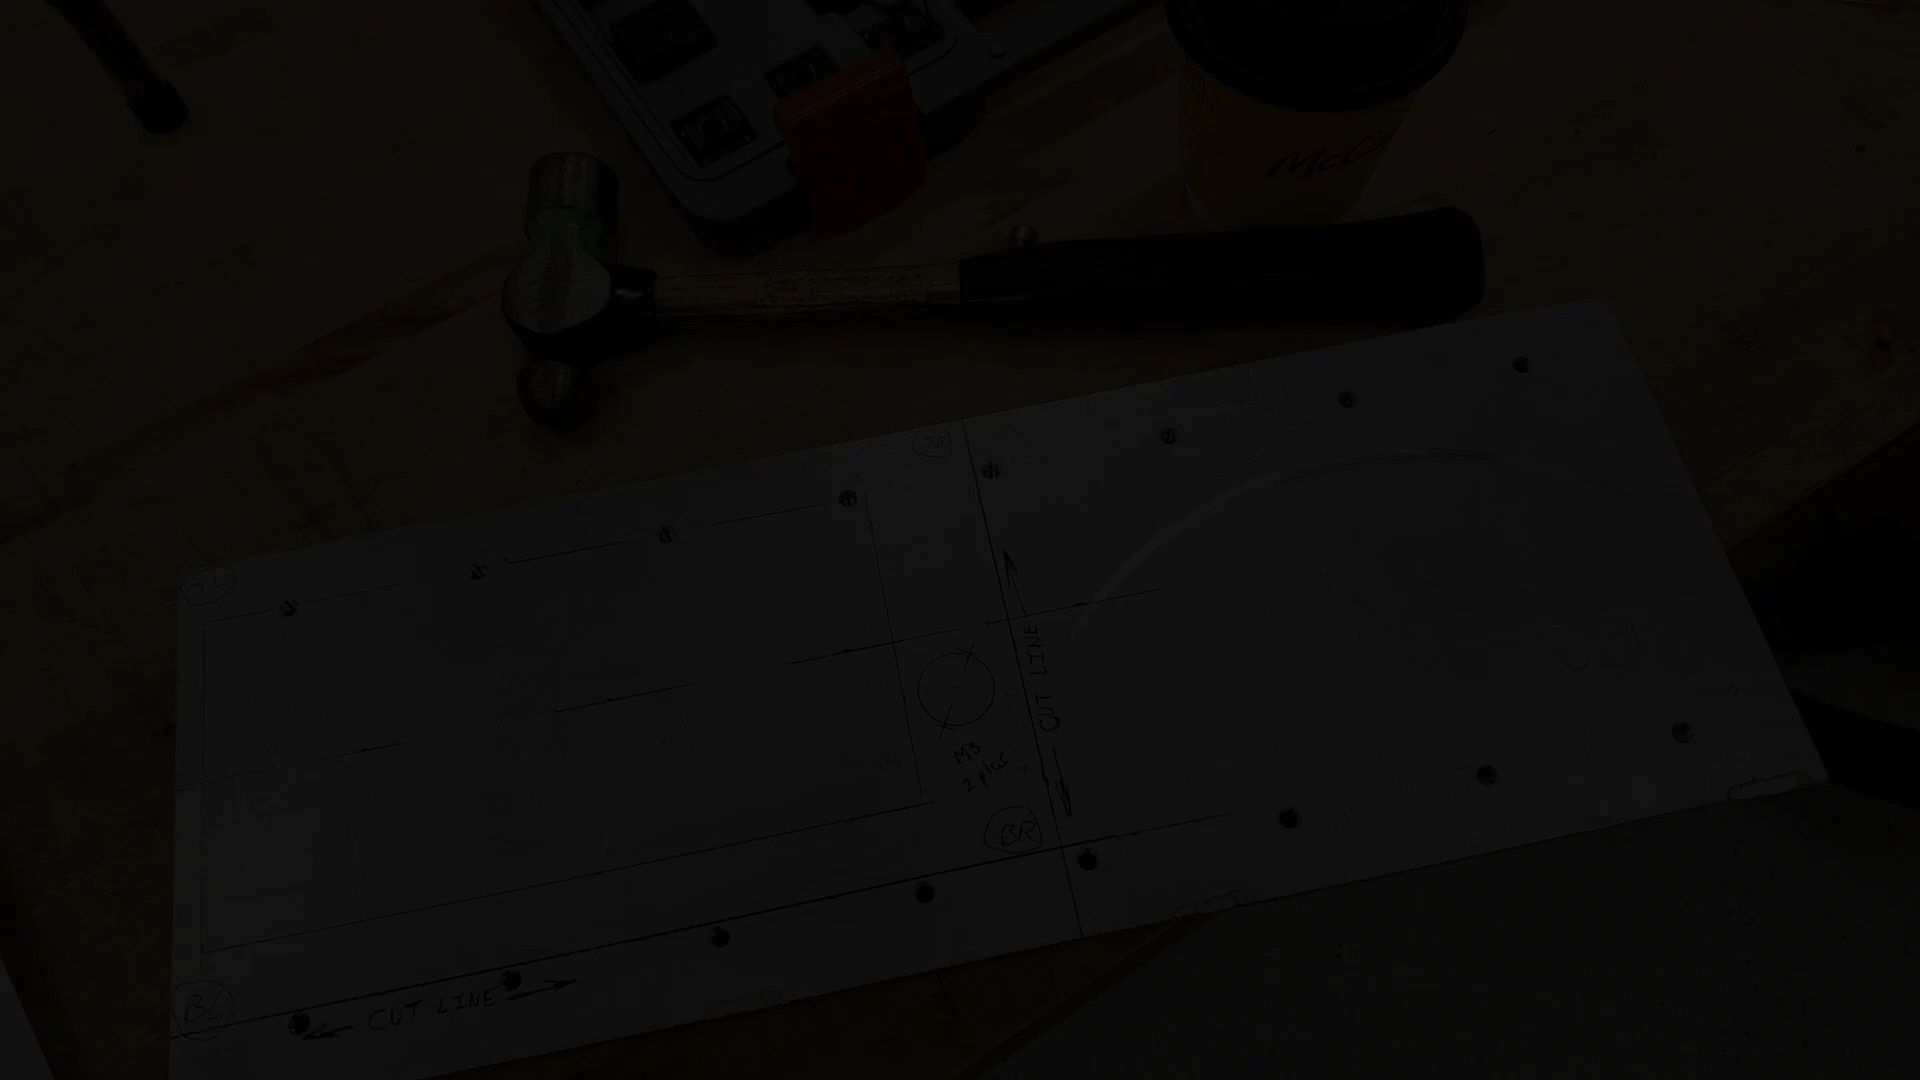 McC
TR
TL
CUT LINE
M3
2 plcs
BR
BL
CUT LINE